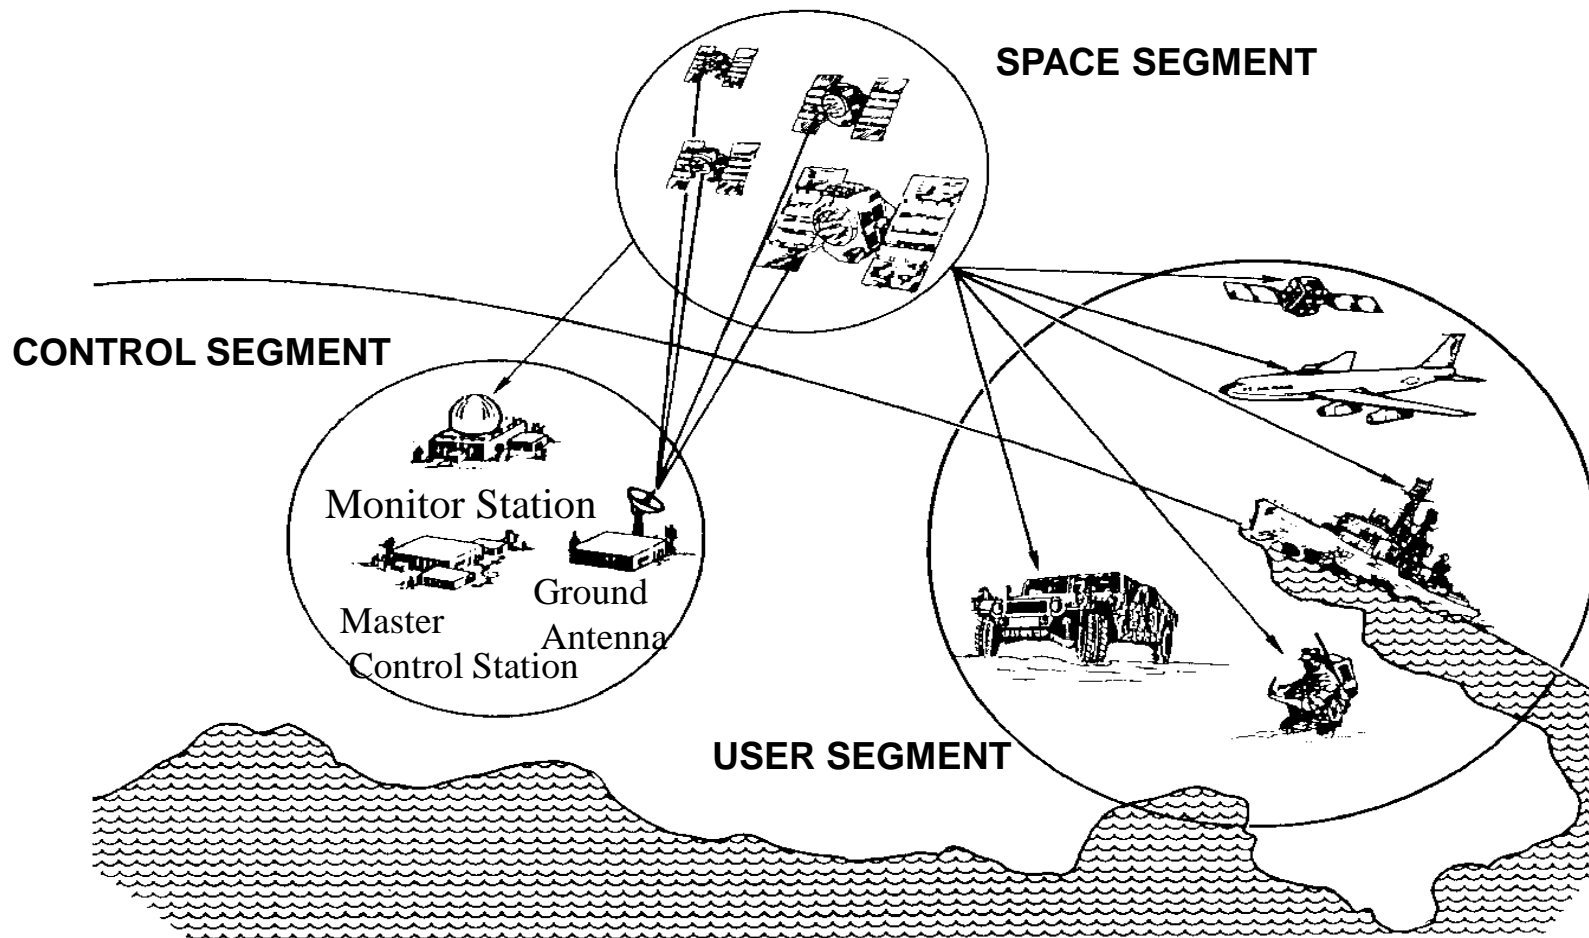 SPACE SEGMENT
CONTROL SEGMENT
Monitor Station
Ground
Antenna
Master
Control Station
USER SEGMENT